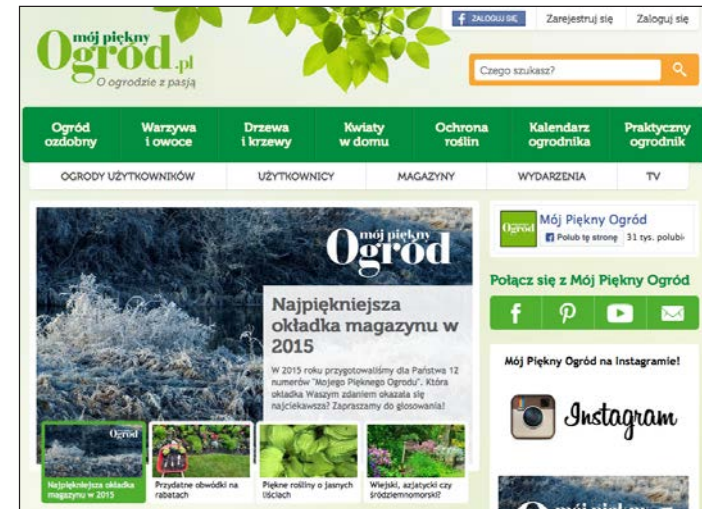 mój piękny
Ogród.pl
O ogrodzie z pasją
ZALOGUJ SIĘ
Zarejestruj się
Zaloguj się
Czego szukasz?
Ogród
ozdobny
Warzywa
i owoce
Drzewa
i krzewy
Kwiaty
w domu
Ochrona
roślin
Kalendarz
ogrodnika
Praktyczny
ogrodnik
OGRODY UŻYTKOWNIKÓW
UŻYTKOWNICY
MAGAZYNY
WYDARZENIA
TV
mój piękny
Ogród
Najpiękniejsza
okładka magazynu w
2015
W 2015 roku przygotowaliśmy dla Państwa 12
numerów "Mojego Pięknego Ogrodu". Która
okładka Waszym zdaniem okazała się
najciekawsza? Zapraszamy do głosowania!
Ogród
Najpiękniejsza okładka
magazynu w 2015
Przydatne obwódki na
rabatach
Piękne rośliny o jasnych
liściach
Wiejski, azjatycki czy
śródziemnomorski?
Ogród
Mój Piękny Ogród
Polub tę stronę
31 tys. polubi
Połącz się z Mój Piękny Ogród
Mój Piękny Ogród na Instagramie!
Instagram
mój piękny